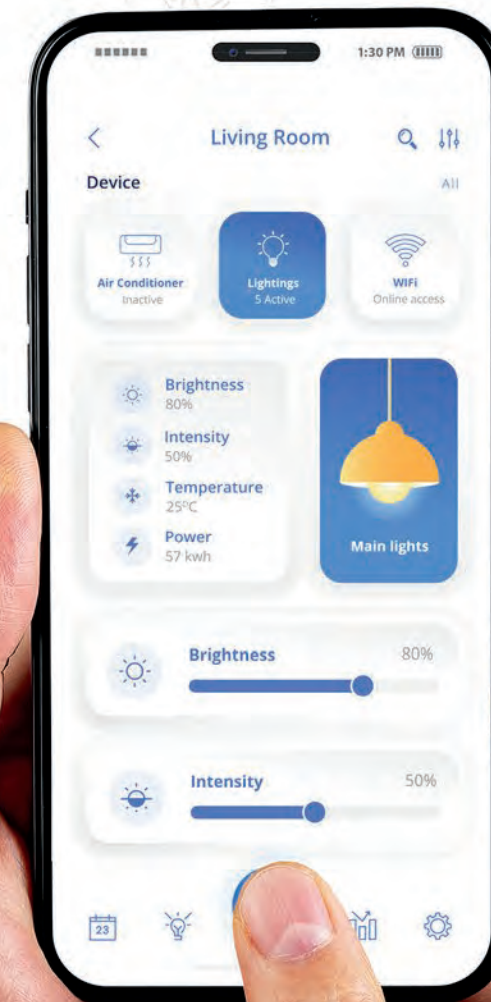 1:30 PM
Living Room
Device
All
Air Conditioner
Inactive
Lightings
5 Active
WIFi
Online access
Brightness
80%
Intensity
50%
Temperature
25ºC
Power
57 kwh
Main lights
Brightness
80%
Intensity
50%
23